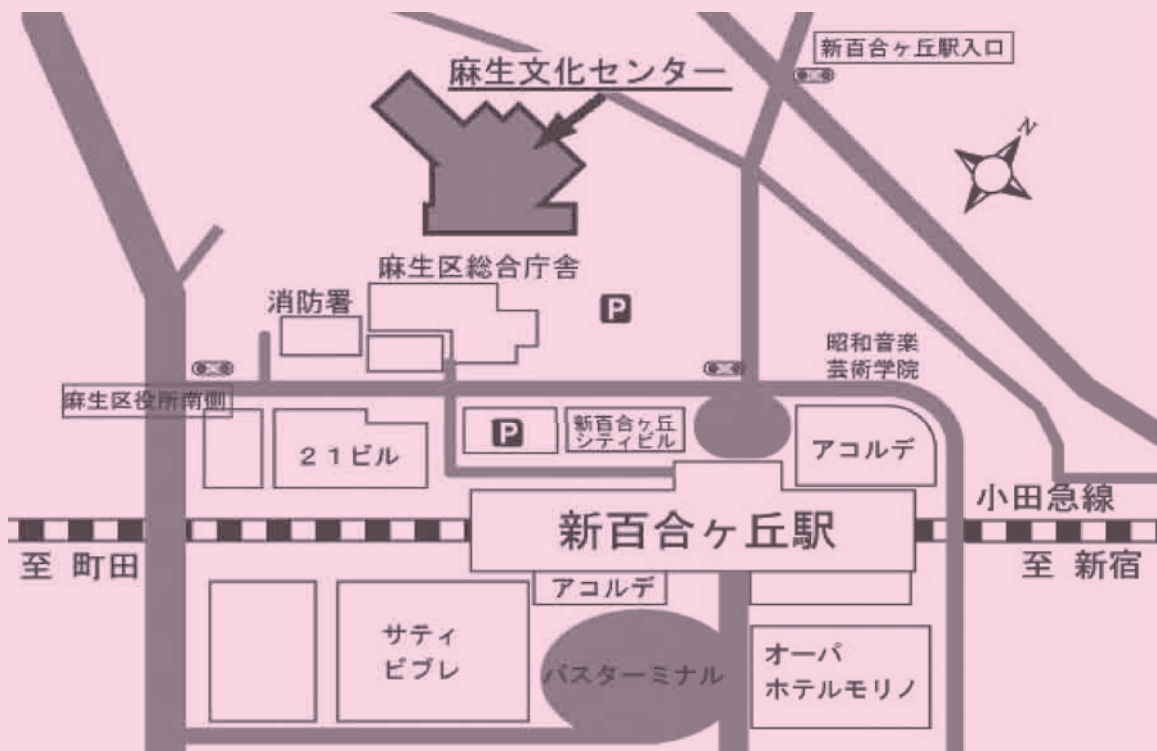 新百合ヶ丘駅入口
麻生文化センター
N
麻生区総合庁舎
消防署
P
昭和音楽
芸術学院
麻生区役所南側
P
新百合ヶ丘
シティビル
21ビル
アコルデ
小田急線
新百合ヶ丘駅
至 町田
至 新宿
アコルデ
サティ
ビブレ
バスターミナル
オーパ
ホテルモリノ